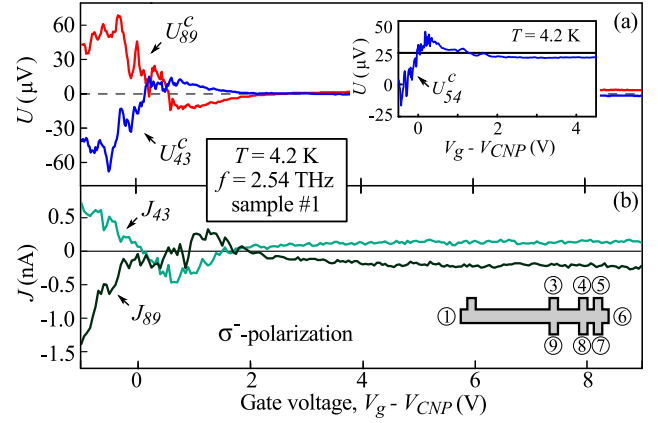 60
30
0
-30
-60
U (μV)
U^c_89
U^c_43
(a)
50
25
0
-25
U (μV)
T = 4.2 K
U^c_54
0
2
4
V_g - V_CNP (V)
T = 4.2 K
f = 2.54 THz
sample #1
(b)
0.5
0
-0.5
-1.0
-1.5
J (nA)
J_43
J_89
σ^--polarization
①
③
④
⑤
⑥
⑨
⑧
⑦
0
2
4
6
8
Gate voltage, V_g - V_CNP (V)